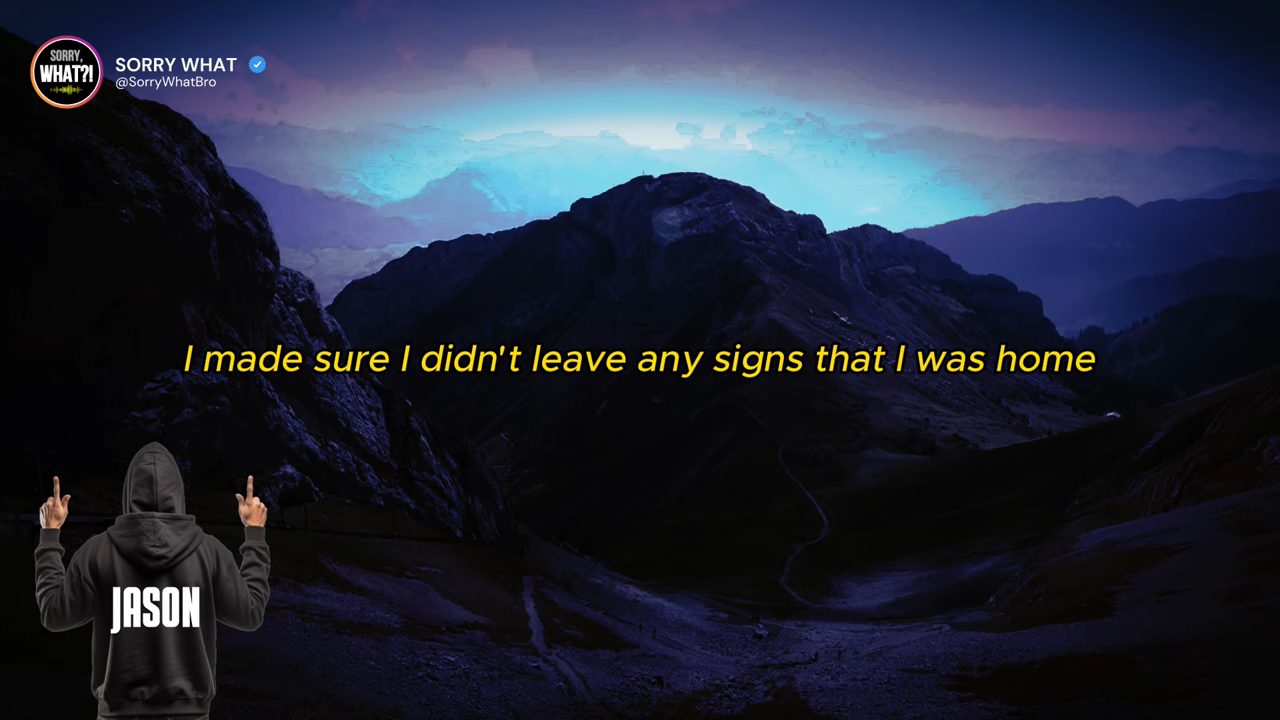 SORRY,
WHAT?!
SORRY WHAT
@SorryWhatBro
I made sure I didn't leave any signs that I was home
JASON